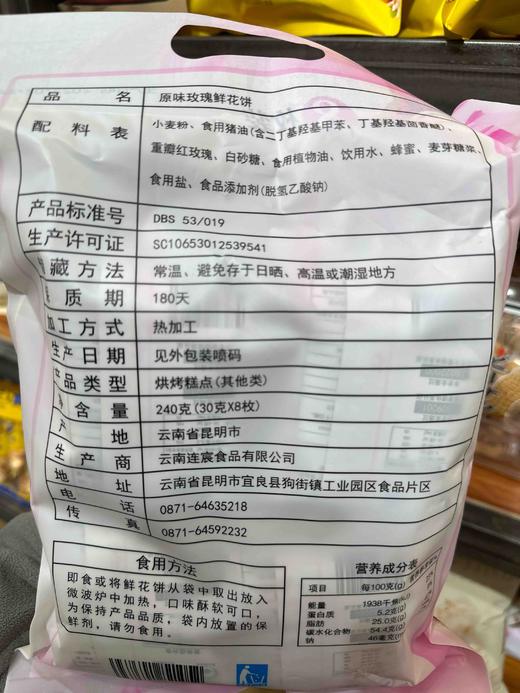 品 名 原味玫瑰鲜花饼
配 料 表 小麦粉、食用猪油(含二丁基羟基甲苯、丁基羟基茴香醚)、
重瓣红玫瑰、白砂糖、食用植物油、饮用水、蜂蜜、麦芽糖浆、
食用盐、食品添加剂(脱氢乙酸钠)
产品标准号 DBS 53/019
生产许可证 SC10653012539541
藏方法 常温、避免存于日晒、高温或潮湿地方
质 期 180天
加工方式 热加工
生产日期 见外包装喷码
产品类型 烘烤糕点(其他类)
净 含 量 240克(30克X8枚)
产 地 云南省昆明市
生 产 商 云南连宸食品有限公司
地 址 云南省昆明市宜良县狗街镇工业园区食品片区
电 话 0871-64635218
传 真 0871-64592232
食用方法
即食或将鲜花饼从袋中取出放入
微波炉中加热，口味酥软可口，
为保持产品品质，袋内放置的保
鲜剂，请勿食用。
营养成分表
项目 每100克(g)
能量 1938千焦(kJ)
蛋白质 5.2克(g)
脂肪 25.0克(g)
碳水化合物 54.4克(g)
钠 46毫克